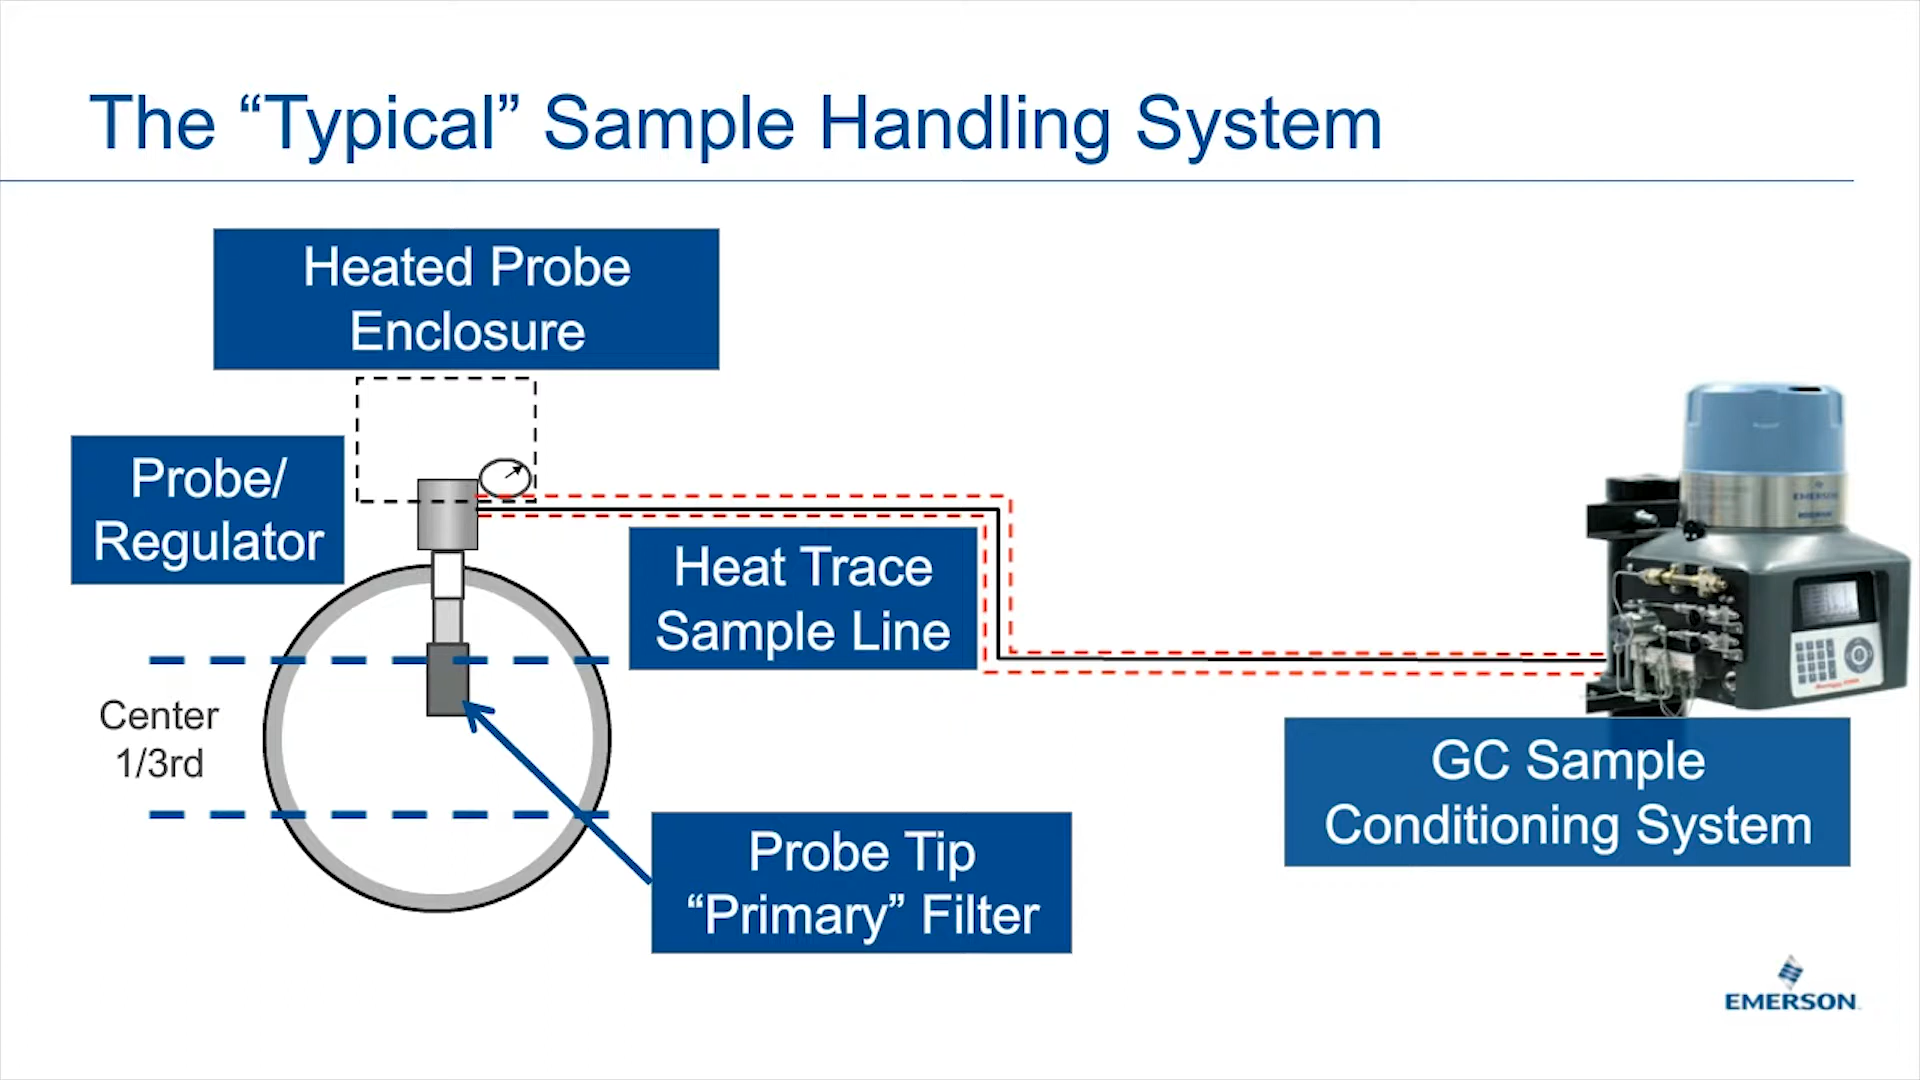 The “Typical” Sample Handling System
Heated Probe
Enclosure
Probe/
Regulator
Heat Trace
Sample Line
Center
1/3rd
GC Sample
Conditioning System
Probe Tip
“Primary” Filter
EMERSON
EMERSON